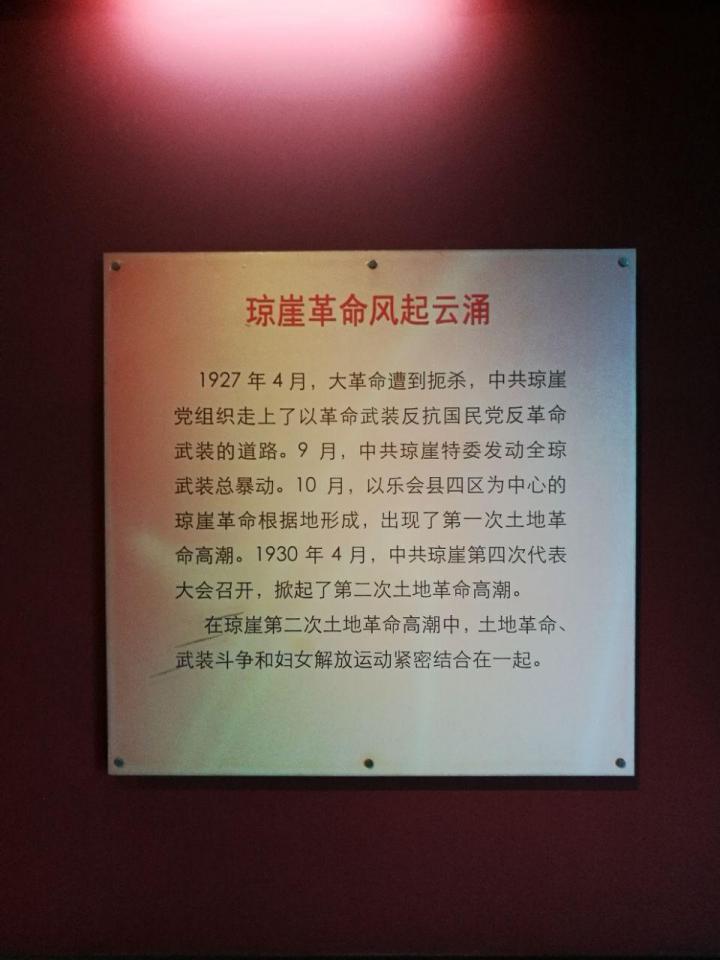 琼崖革命风起云涌
1927 年 4 月，大革命遭到扼杀，中共琼崖
党组织走上了以革命武装反抗国民党反革命
武装的道路。9 月，中共琼崖特委发动全琼
武装总暴动。10 月，以乐会县四区为中心的
琼崖革命根据地形成，出现了第一次土地革
命高潮。1930 年 4 月，中共琼崖第四次代表
大会召开，掀起了第二次土地革命高潮。
在琼崖第二次土地革命高潮中，土地革命、
武装斗争和妇女解放运动紧密结合在一起。